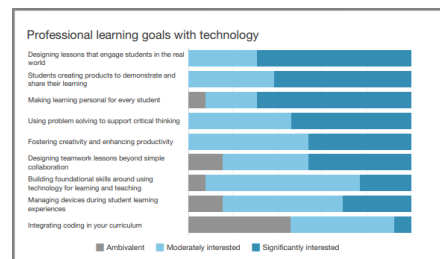 Professional learning goals with technology
Designing lessons that engage students in the real
world
Students creating products to demonstrate and
share their learning
Making learning personal for every student
Using problem solving to support critical thinking
Fostering creativity and enhancing productivity
Designing teamwork lessons beyond simple
collaboration
Building foundational skills around using
technology for learning and teaching
Managing devices during student learning
experiences
Integrating coding in your curriculum
Ambivalent Moderately interested Significantly interested